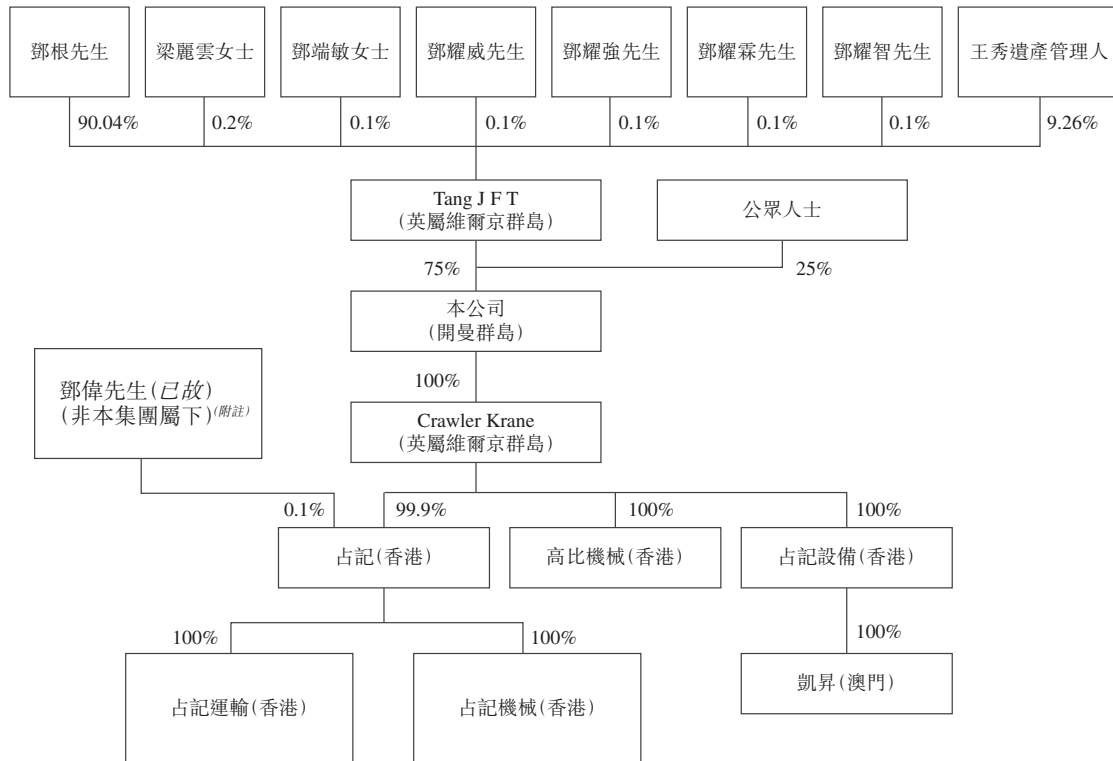 鄧根先生
梁麗雲女士
鄧端敏女士
鄧耀威先生
鄧耀強先生
鄧耀霖先生
鄧耀智先生
王秀遺產管理人
90.04%
0.2%
0.1%
0.1%
0.1%
0.1%
0.1%
9.26%
Tang J F T
(英屬維爾京群島)
公眾人士
75%
25%
本公司
(開曼群島)
鄧偉先生(已故)
(非本集團屬下)(附註)
100%
Crawler Krane
(英屬維爾京群島)
0.1%
99.9%
100%
100%
占記(香港)
高比機械(香港)
占記設備(香港)
100%
100%
100%
占記運輸(香港)
占記機械(香港)
凱昇(澳門)